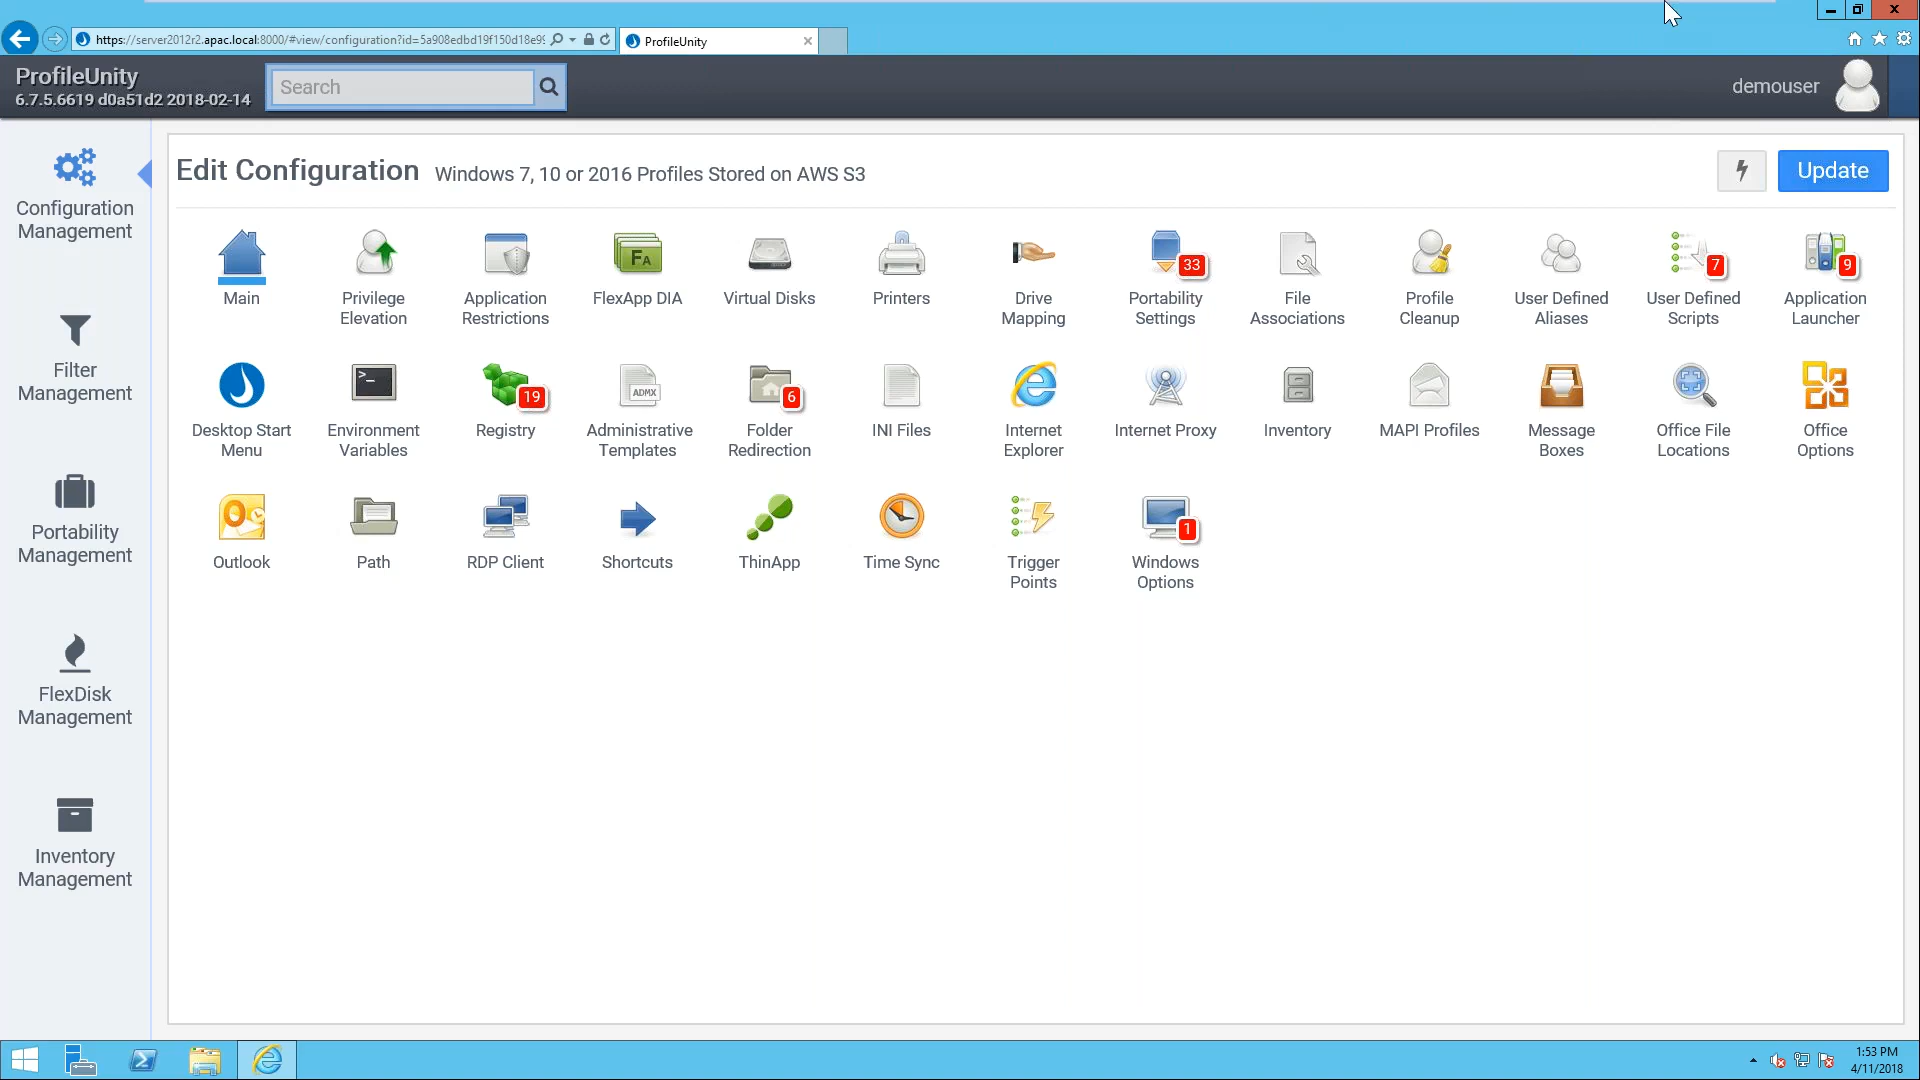 https://server2012r2.apac.local:8000/#view/configuration?id=5a908edbd19f150d18e9
ProfileUnity
ProfileUnity
6.7.5.6619 d0a51d2 2018-02-14
Search
demouser
Configuration
Management
Filter
Management
Portability
Management
FlexDisk
Management
Inventory
Management
Edit Configuration Windows 7, 10 or 2016 Profiles Stored on AWS S3
Update
Main
Privilege
Elevation
Application
Restrictions
FA
FlexApp DIA
Virtual Disks
Printers
Drive
Mapping
33
Portability
Settings
File
Associations
Profile
Cleanup
User Defined
Aliases
7
User Defined
Scripts
9
Application
Launcher
Desktop Start
Menu
>_
Environment
Variables
19
Registry
ADMX
Administrative
Templates
6
Folder
Redirection
INI Files
Internet
Explorer
Internet Proxy
Inventory
MAPI Profiles
Message
Boxes
Office File
Locations
Office
Options
Outlook
Path
RDP Client
Shortcuts
ThinApp
Time Sync
Trigger
Points
1
Windows
Options
1:53 PM
4/11/2018